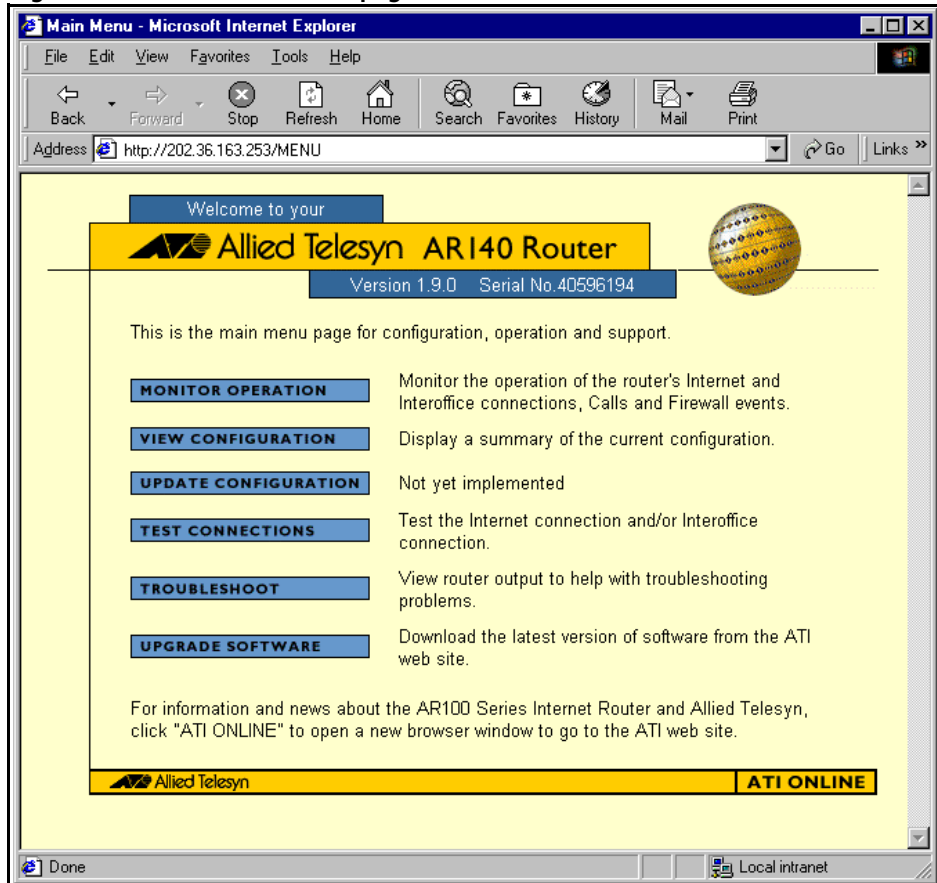 Main Menu - Microsoft Internet Explorer
File Edit View Favorites Tools Help
Back Forward Stop Refresh Home Search Favorites History Mail Print
Address http://202.36.163.253/MENU Go Links »
Welcome to your
Allied Telesyn AR140 Router
Version 1.9.0 Serial No.40596194
This is the main menu page for configuration, operation and support.
MONITOR OPERATION
Monitor the operation of the router's Internet and
Interoffice connections, Calls and Firewall events.
VIEW CONFIGURATION
Display a summary of the current configuration.
UPDATE CONFIGURATION
Not yet implemented
TEST CONNECTIONS
Test the Internet connection and/or Interoffice
connection.
TROUBLESHOOT
View router output to help with troubleshooting
problems.
UPGRADE SOFTWARE
Download the latest version of software from the ATI
web site.
For information and news about the AR100 Series Internet Router and Allied Telesyn,
click "ATI ONLINE" to open a new browser window to go to the ATI web site.
Allied Telesyn ATI ONLINE
Done Local intranet